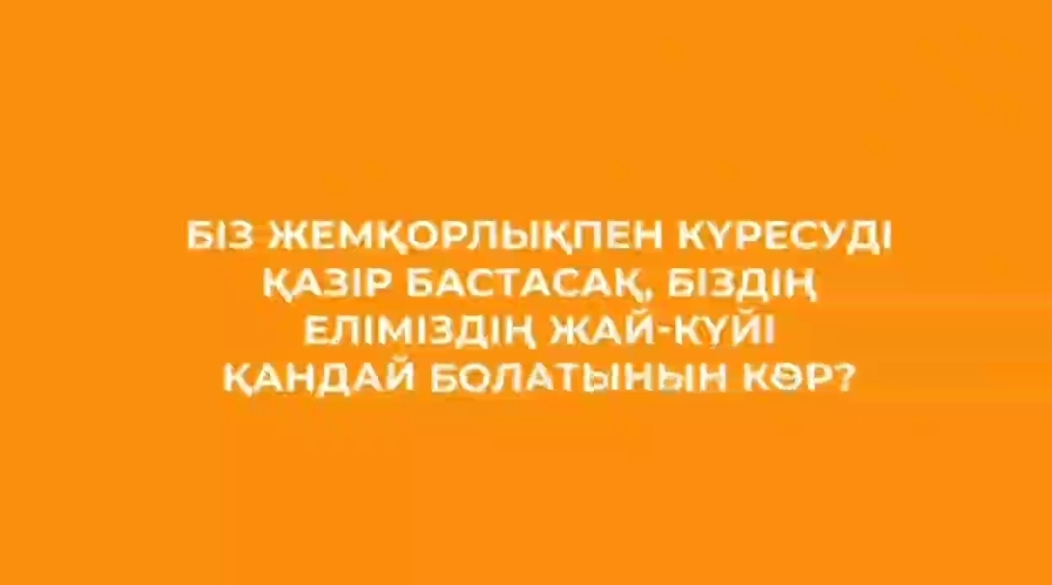 БІЗ ЖЕМҚОРЛЫҚПЕН КҮРЕСУДІ
ҚАЗІР БАСТАСАҚ, БІЗДІҢ
ЕЛІМІЗДІҢ ЖАЙ-КҮЙІ
ҚАНДАЙ БОЛАТЫНЫН КӨР?